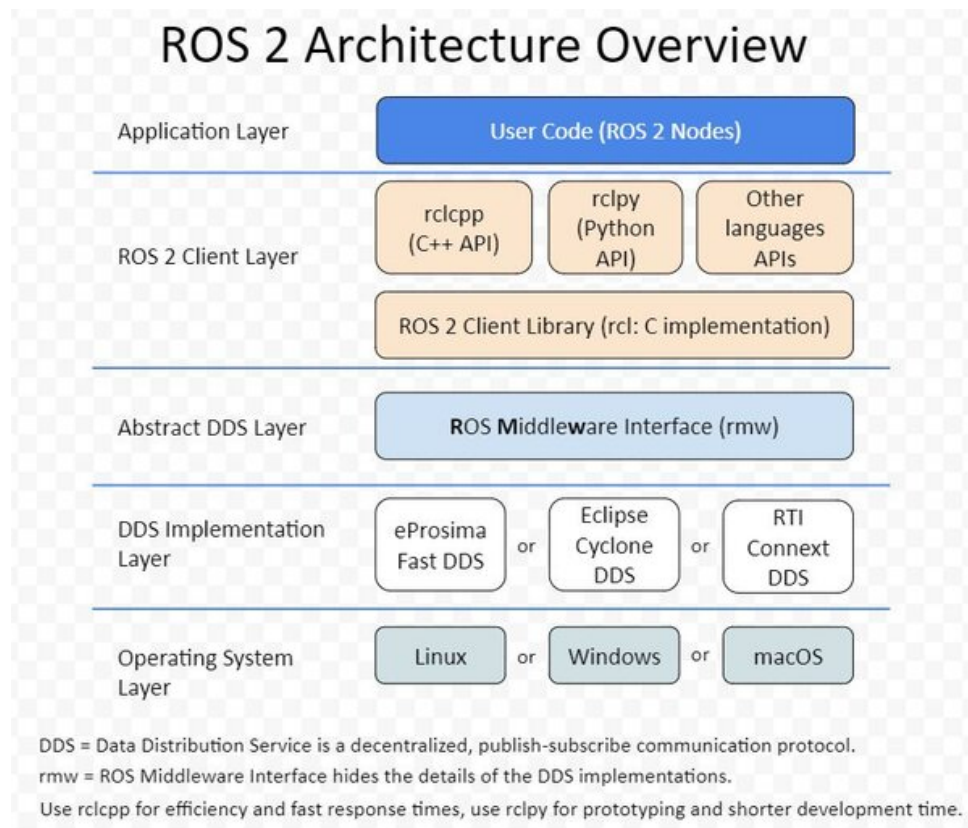 ROS 2 Architecture Overview
Application Layer
User Code (ROS 2 Nodes)
ROS 2 Client Layer
rclcpp
(C++ API)
rclpy
(Python
API)
Other
languages
APIs
ROS 2 Client Library (rcl: C implementation)
Abstract DDS Layer
ROS Middleware Interface (rmw)
DDS Implementation
Layer
eProsima
Fast DDS
or
Eclipse
Cyclone
DDS
or
RTI
Connext
DDS
Operating System
Layer
Linux
or
Windows
or
macOS
DDS = Data Distribution Service is a decentralized, publish-subscribe communication protocol.
rmw = ROS Middleware Interface hides the details of the DDS implementations.
Use rclcpp for efficiency and fast response times, use rclpy for prototyping and shorter development time.